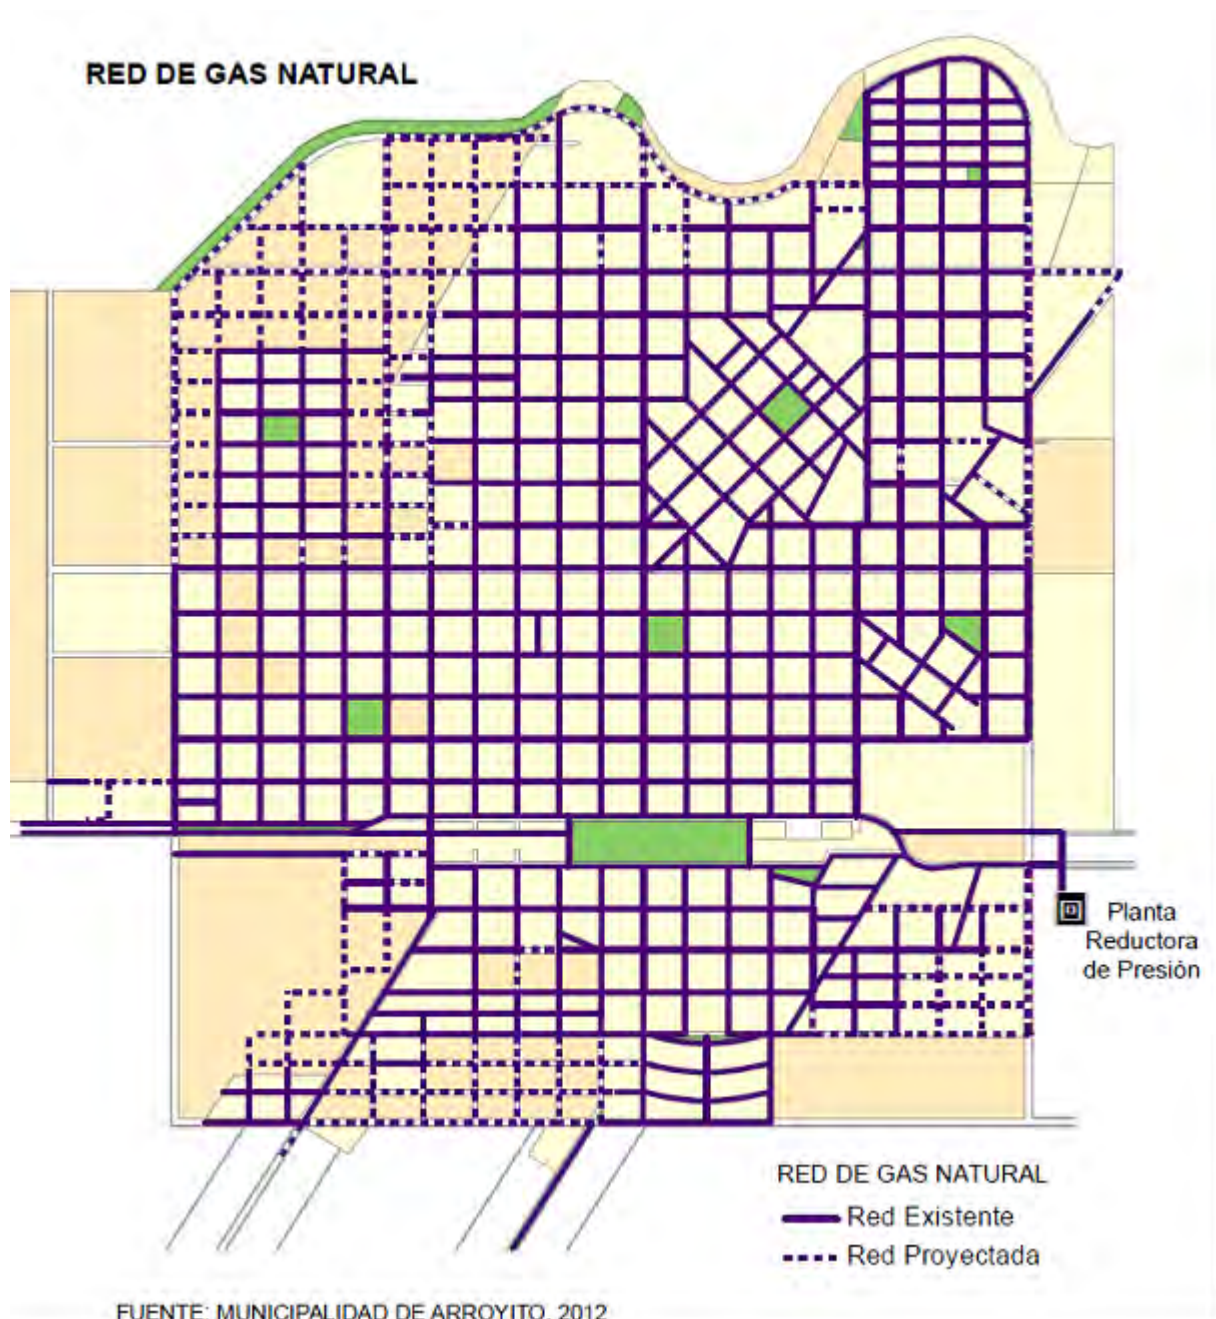 RED DE GAS NATURAL
Planta
Reductora
de Presión
RED DE GAS NATURAL
Red Existente
Red Proyectada
FUENTE: MUNICIPALIDAD DE ARROYITO, 2012